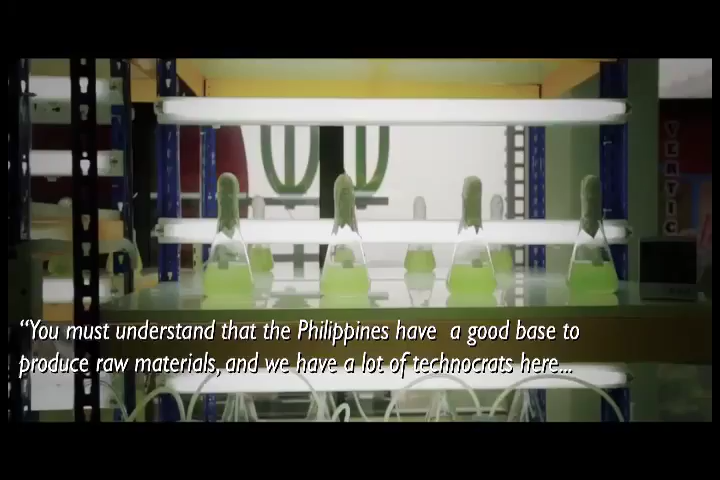 VERTIC
“You must understand that the Philippines have a good base to
produce raw materials, and we have a lot of technocrats here...